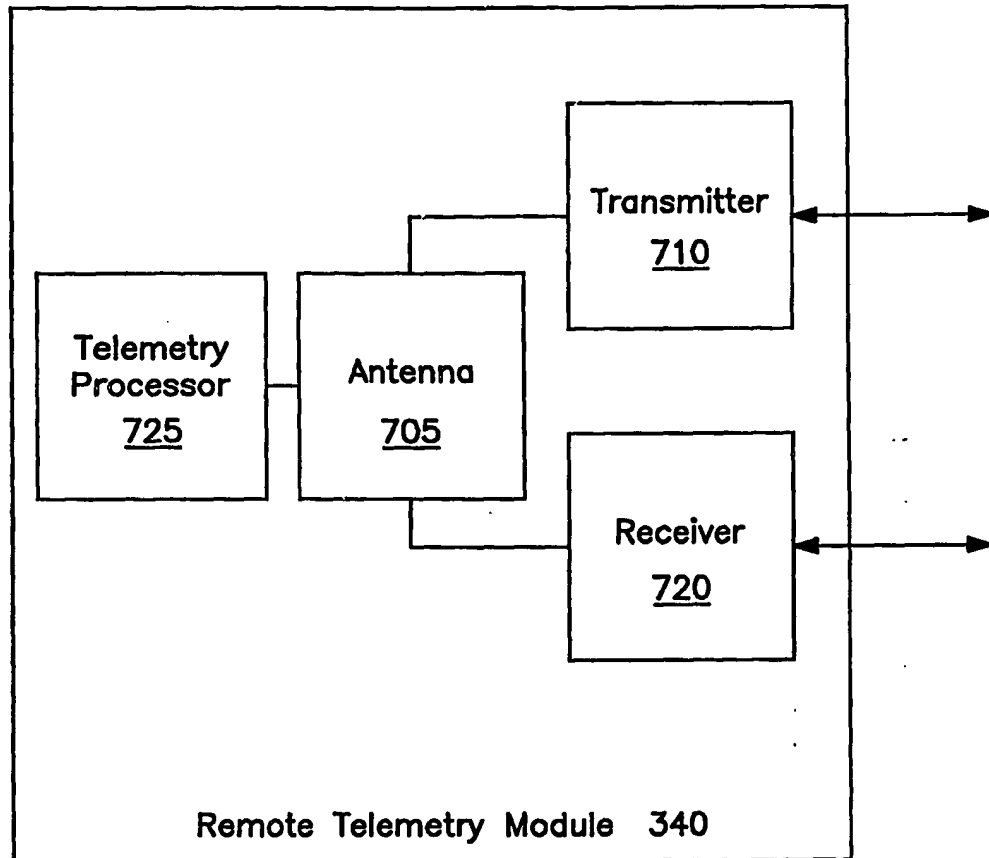 Transmitter
710
Telemetry
Processor
725
Antenna
705
Receiver
720
Remote Telemetry Module 340